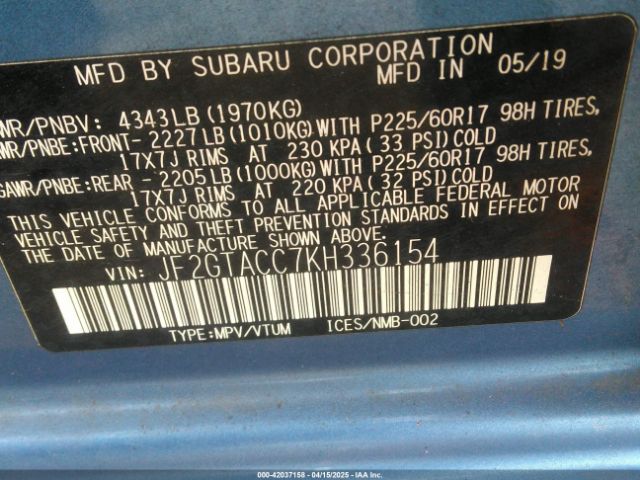 MFD BY SUBARU CORPORATION
MFD IN 05/19
WR/PNBV: 4343LB (1970KG)
WR/PNBE:FRONT- 2227LB(1010KG)WITH P225/60R17 98H TIRES,
17X7J RIMS AT 230 KPA ( 33 PSI) COLD
GAWR/PNBE:REAR - 2205LB(1000KG)WITH P225/60R17 98H TIRES,
17X7J RIMS AT 220 KPA ( 32 PSI) COLD
THIS VEHICLE CONFORMS TO ALL APPLICABLE FEDERAL MOTOR
VEHICLE SAFETY AND THEFT PREVENTION STANDARDS IN EFFECT ON
THE DATE OF MANUFACTURE SHOWN ABOVE.
VIN: JF2GTACC7KH336154
TYPE:MPV/VTUM ICES/NMB-002
000-42037158 - 04/15/2025 - IAA Inc.